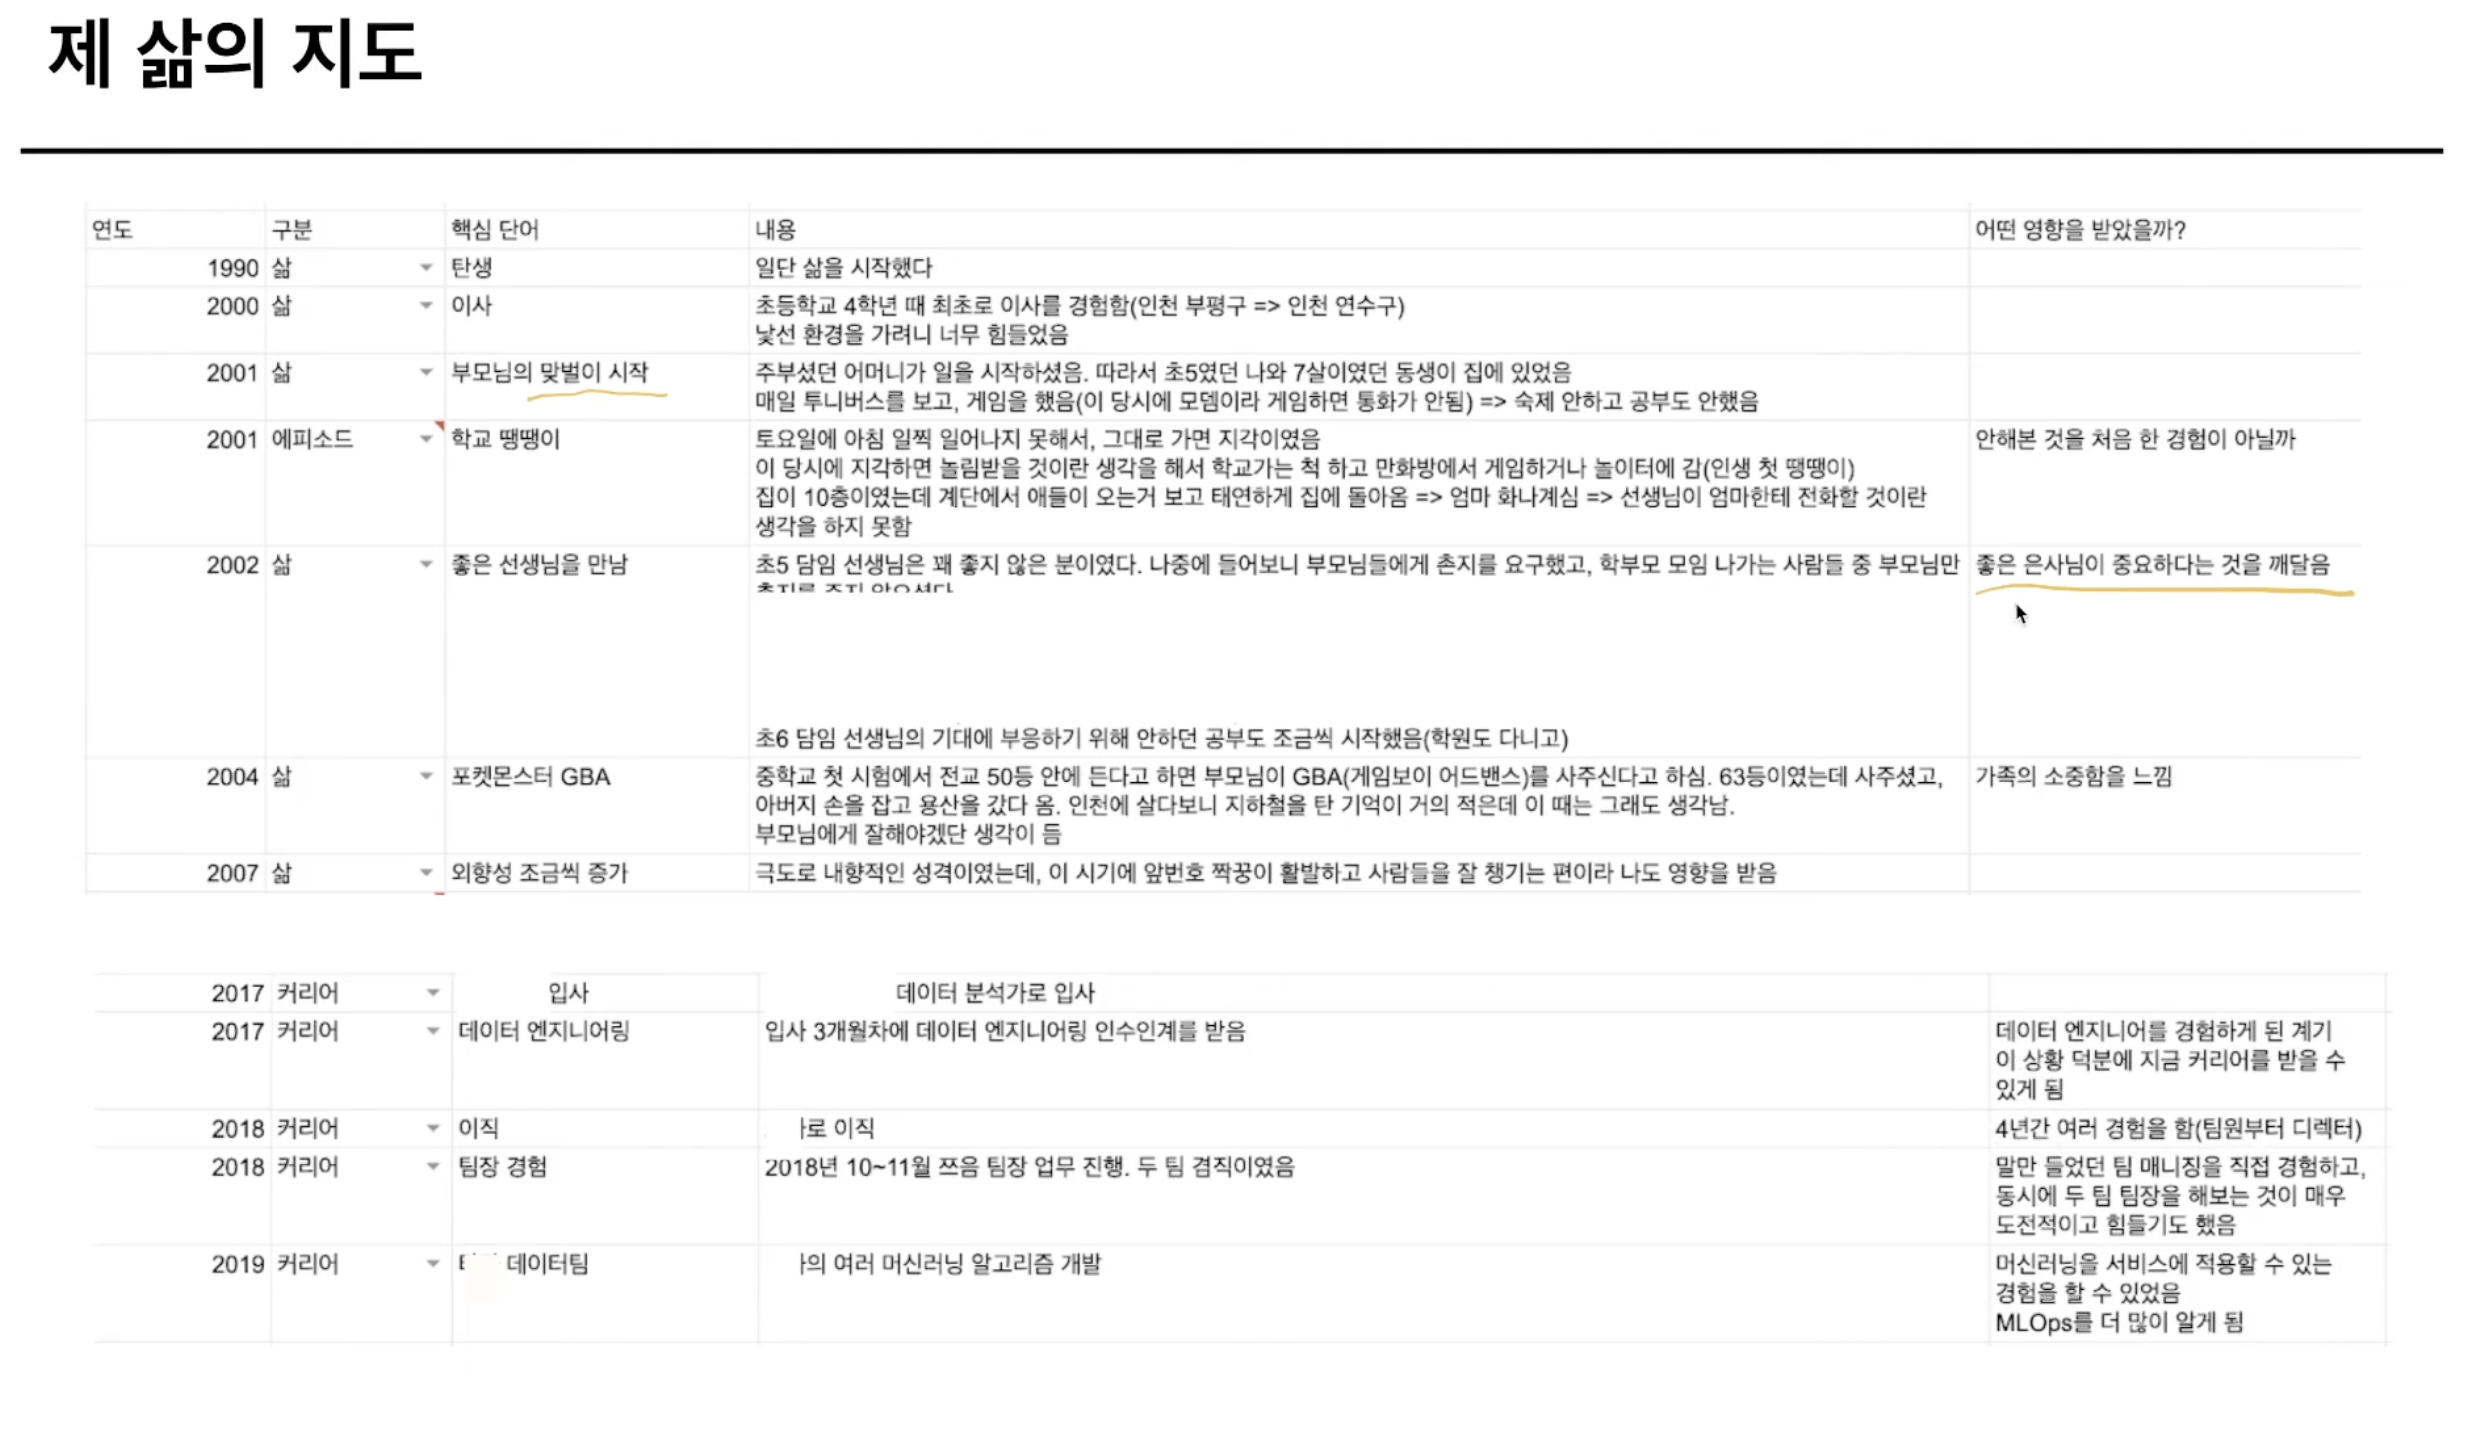 제 삶의 지도
연도 구분 핵심 단어 내용 어떤 영향을 받았을까?
1990 삶 탄생 일단 삶을 시작했다
2000 삶 이사 초등학교 4학년 때 최초로 이사를 경험함(인천 부평구 => 인천 연수구)
낯선 환경을 가려니 너무 힘들었음
2001 삶 부모님의 맞벌이 시작 주부셨던 어머니가 일을 시작하셨음. 따라서 초5였던 나와 7살이였던 동생이 집에 있었음
매일 투니버스를 보고, 게임을 했음(이 당시에 모뎀이라 게임하면 통화가 안됨) => 숙제 안하고 공부도 안했음
2001 에피소드 학교 땡땡이 토요일에 아침 일찍 일어나지 못해서, 그대로 가면 지각이였음 안해본 것을 처음 한 경험이 아닐까
이 당시에 지각하면 놀림받을 것이란 생각을 해서 학교가는 척 하고 만화방에서 게임하거나 놀이터에 감(인생 첫 땡땡이)
집이 10층이였는데 계단에서 애들이 오는거 보고 태연하게 집에 돌아옴 => 엄마 화나계심 => 선생님이 엄마한테 전화할 것이란
생각을 하지 못함
2002 삶 좋은 선생님을 만남 초5 담임 선생님은 꽤 좋지 않은 분이였다. 나중에 들어보니 부모님들에게 촌지를 요구했고, 학부모 모임 나가는 사람들 중 부모님만 좋은 은사님이 중요하다는 것을 깨달음
촌지를 주지 않으셨다
초6 담임 선생님의 기대에 부응하기 위해 안하던 공부도 조금씩 시작했음(학원도 다니고)
2004 삶 포켓몬스터 GBA 중학교 첫 시험에서 전교 50등 안에 든다고 하면 부모님이 GBA(게임보이 어드밴스)를 사주신다고 하심. 63등이였는데 사주셨고, 가족의 소중함을 느낌
아버지 손을 잡고 용산을 갔다 옴. 인천에 살다보니 지하철을 탄 기억이 거의 적은데 이 때는 그래도 생각남.
부모님에게 잘해야겠단 생각이 듬
2007 삶 외향성 조금씩 증가 극도로 내향적인 성격이였는데, 이 시기에 앞번호 짝꿍이 활발하고 사람들을 잘 챙기는 편이라 나도 영향을 받음
2017 커리어 입사 데이터 분석가로 입사
2017 커리어 데이터 엔지니어링 입사 3개월차에 데이터 엔지니어링 인수인계를 받음 데이터 엔지니어를 경험하게 된 계기
이 상황 덕분에 지금 커리어를 받을 수
있게 됨
2018 커리어 이직 로 이직 4년간 여러 경험을 함(팀원부터 디렉터)
2018 커리어 팀장 경험 2018년 10~11월 쯔음 팀장 업무 진행. 두 팀 겸직이였음 말만 들었던 팀 매니징을 직접 경험하고,
동시에 두 팀 팀장을 해보는 것이 매우
도전적이고 힘들기도 했음
2019 커리어 데이터팀 의 여러 머신러닝 알고리즘 개발 머신러닝을 서비스에 적용할 수 있는
경험을 할 수 있었음
MLOps를 더 많이 알게 됨